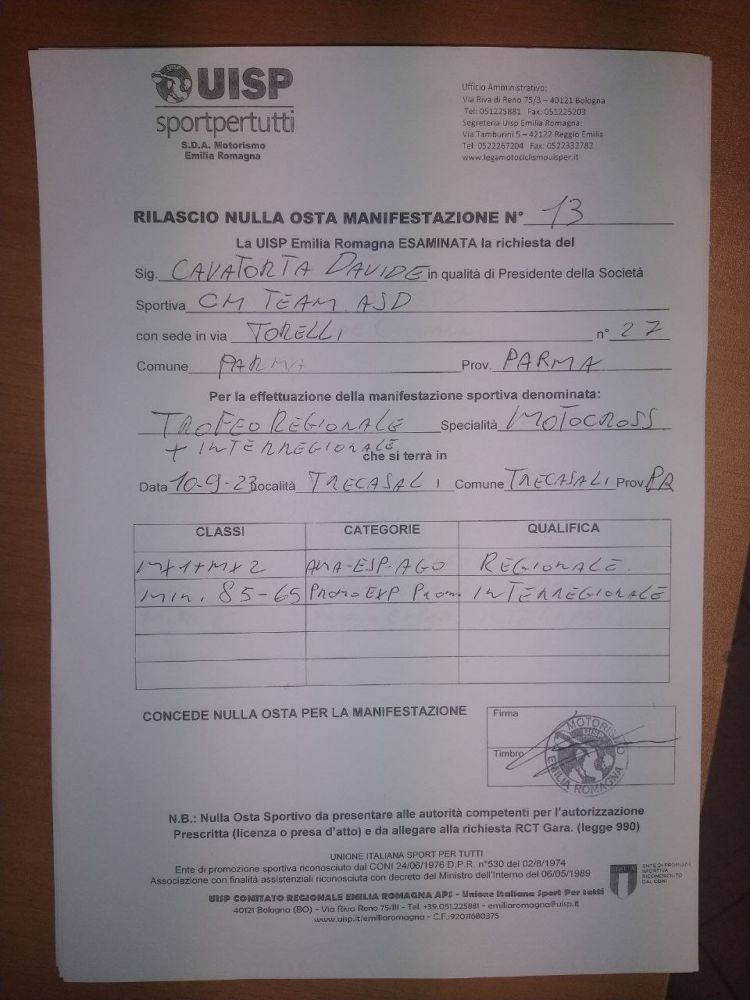 UISP
sportpertutti
S.D.A. Motorismo
Emilia Romagna
Ufficio Amministrativo:
Via Riva di Reno 75/3 – 40121 Bologna
Tel: 051225881 Fax: 051225203
Segreteria Uisp Emilia Romagna:
Via Tamburini 5 – 42122 Reggio Emilia
Tel: 0522267204 Fax: 0522332782
www.legamotociclismouisper.it
RILASCIO NULLA OSTA MANIFESTAZIONE N° 13
La UISP Emilia Romagna ESAMINATA la richiesta del
Sig. CAVATORTA DAVIDE in qualità di Presidente della Società
Sportiva CM TEAM ASD
con sede in via TORELLI n° 27
Comune PARMA Prov. PARMA
Per la effettuazione della manifestazione sportiva denominata:
TROFEO REGIONALE Specialità MOTOCROSS
+ INTERREGIONALE
che si terrà in
Data 10-9-23 Località TRECASALI Comune TRECASALI Prov. PR
CLASSI CATEGORIE QUALIFICA
MX1+MX2 AMA-ESP-AGO REGIONALE
Min. 85-65 Promo EXP Prom. INTERREGIONALE
CONCEDE NULLA OSTA PER LA MANIFESTAZIONE
Firma
Timbro
MOTORISMO
UISP
EMILIA ROMAGNA
N.B.: Nulla Osta Sportivo da presentare alle autorità competenti per l'autorizzazione
Prescritta (licenza o presa d'atto) e da allegare alla richiesta RCT Gara. (legge 990)
UNIONE ITALIANA SPORT PER TUTTI
Ente di promozione sportiva riconosciuto dal CONI 24/06/1976 D.P.R. n°530 del 02/8/1974
Associazione con finalità assistenziali riconosciuta con decreto del Ministro dell'Interno del 06/05/1989
ENTE DI PROMOZIONE
SPORTIVA
RICONOSCIUTO
DAL CONI
UISP COMITATO REGIONALE EMILIA ROMAGNA APS - Unione Italiana Sport Per tutti
40121 Bologna (BO) - Via Riva Reno 75/III - Tel. +39.051.225881 - emiliaromagna@uisp.it
www.uisp.it/emiliaromagna - C.F.:92011680375